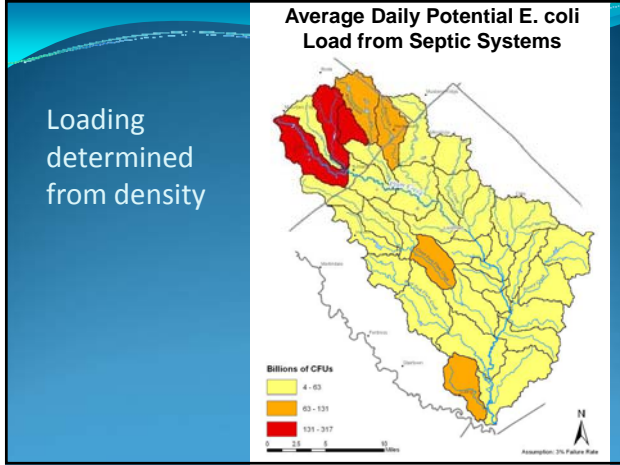 Average Daily Potential E. coli
Load from Septic Systems
Loading
determined
from density
Billions of CFUs
4 - 63
63 - 131
131 - 317
0 2.5 5 10
Miles
N
Assumption: 3% Failure Rate